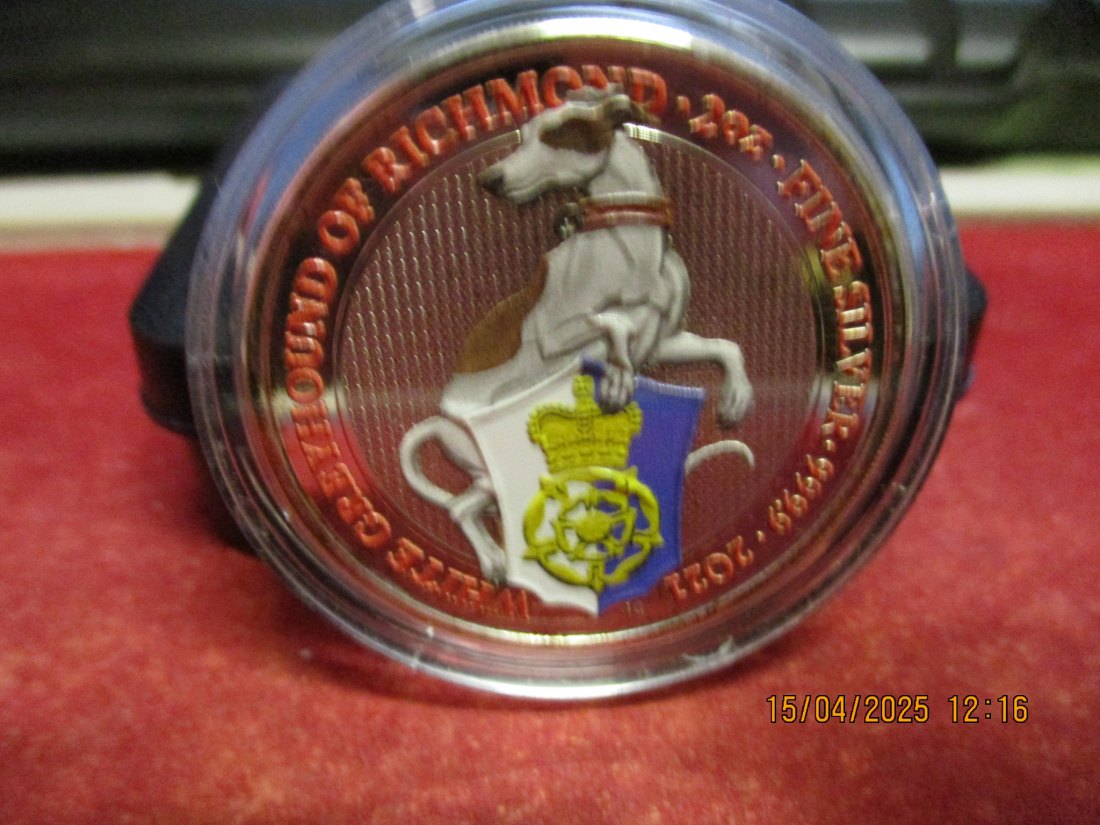 WHITE GREYHOUND OF RICHMOND · 2oz · FINE SILVER · 9999 · 2021
15/04/2025 12:16